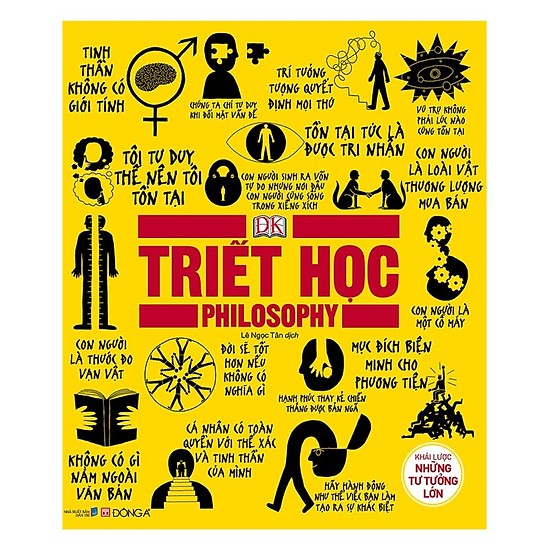 TINH
THẦN
KHÔNG CÓ
GIỚI TÍNH
CHÚNG TA CHỈ TƯ DUY
KHI ĐỐI MẶT VẤN ĐỀ
TRÍ TƯỞNG
TƯỢNG QUYẾT
ĐỊNH MỌI THỨ
VŨ TRỤ KHÔNG
PHẢI LÚC NÀO
CŨNG TỒN TẠI
TÔI TƯ DUY
THẾ NÊN TÔI
TỒN TẠI
TỒN TẠI TỨC LÀ
ĐƯỢC TRI NHẬN
CON NGƯỜI SINH RA VỐN
TỰ DO NHƯNG NƠI ĐÂU
CON NGƯỜI CŨNG SỐNG
TRONG XIỀNG XÍCH
CON NGƯỜI
LÀ LOÀI VẬT
THƯƠNG LƯỢNG
MUA BÁN
DK
TRIẾT HỌC
PHILOSOPHY
Lê Ngọc Tân dịch
CON NGƯỜI LÀ
MỘT CỖ MÁY
CON NGƯỜI
LÀ THƯỚC ĐO
VẠN VẬT
ĐỜI SẼ TỐT
HƠN NẾU
KHÔNG CÓ
NGHĨA GÌ
MỤC ĐÍCH BIỆN
MINH CHO
PHƯƠNG TIỆN
HẠNH PHÚC THAY KẺ CHIẾN
THẮNG ĐƯỢC BẢN NGÃ
KHÔNG CÓ GÌ
NẰM NGOÀI
VĂN BẢN
CÁ NHÂN CÓ TOÀN
QUYỀN VỚI THỂ XÁC
VÀ TINH THẦN
CỦA MÌNH
HÃY HÀNH ĐỘNG
NHƯ THỂ VIỆC BẠN LÀM
TẠO RA SỰ KHÁC BIỆT
KHÁI LƯỢC
NHỮNG
TƯ TƯỞNG
LỚN
NHÀ XUẤT BẢN
DÂN TRÍ
ĐÔNG A